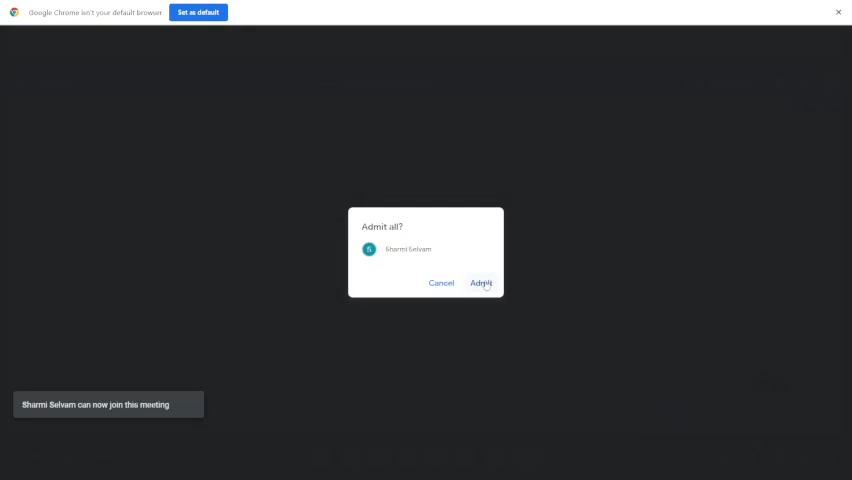 Google Chrome isn't your default browser
Set as default
Admit all?
S
Sharmi Selvam
Cancel
Admit
Sharmi Selvam can now join this meeting